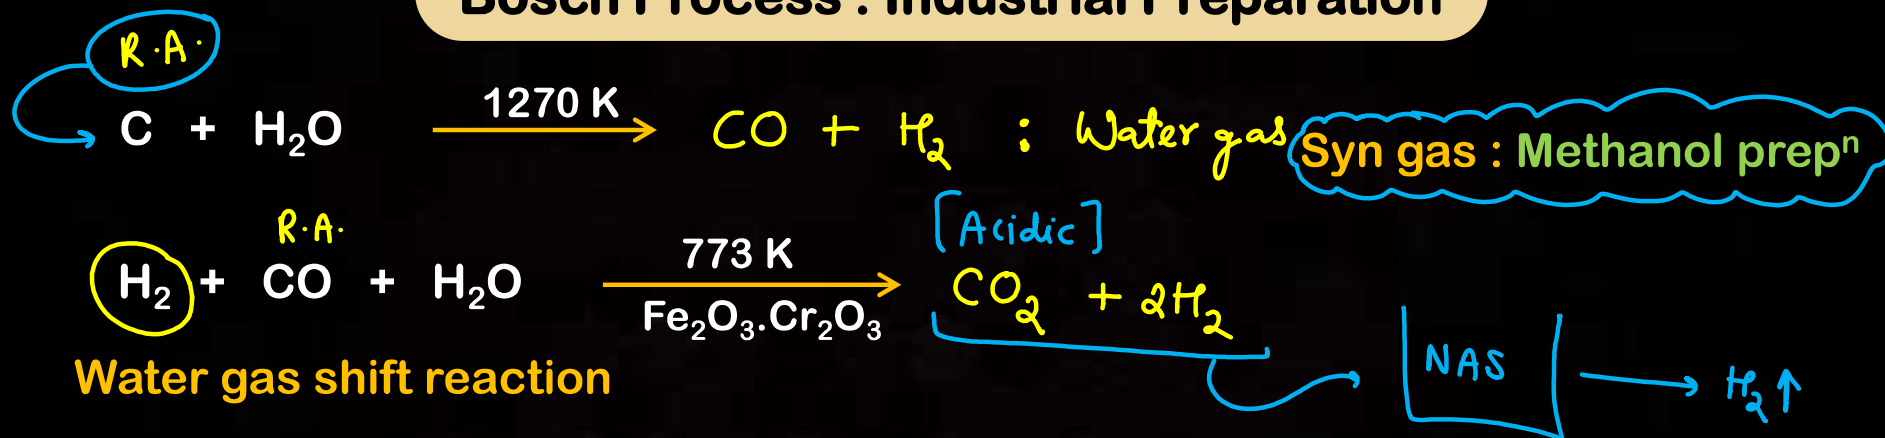 Bosch Process : Industrial Preparation
R.A.
C + H₂O 1270 K CO + H₂ : Water gas Syn gas : Methanol prepⁿ
R.A. [Acidic]
H₂ + CO + H₂O 773 K Fe₂O₃.Cr₂O₃ CO₂ + 2H₂
Water gas shift reaction NAS → H₂ ↑